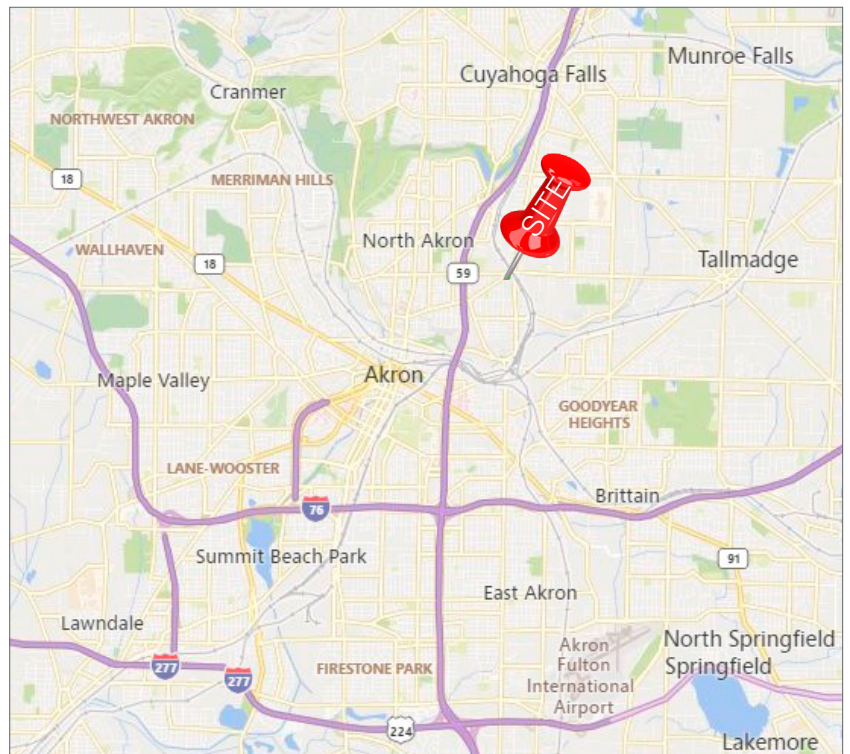 Munroe Falls
Cuyahoga Falls
Cranmer
NORTHWEST AKRON
18
MERRIMAN HILLS
SITE
North Akron
WALLHAVEN
18
59
Tallmadge
Maple Valley
Akron
GOODYEAR
HEIGHTS
LANE-WOOSTER
Brittain
76
Summit Beach Park
91
East Akron
Lawndale
Akron
Fulton
International
Airport
North Springfield
Springfield
277
277
FIRESTONE PARK
224
Lakemore